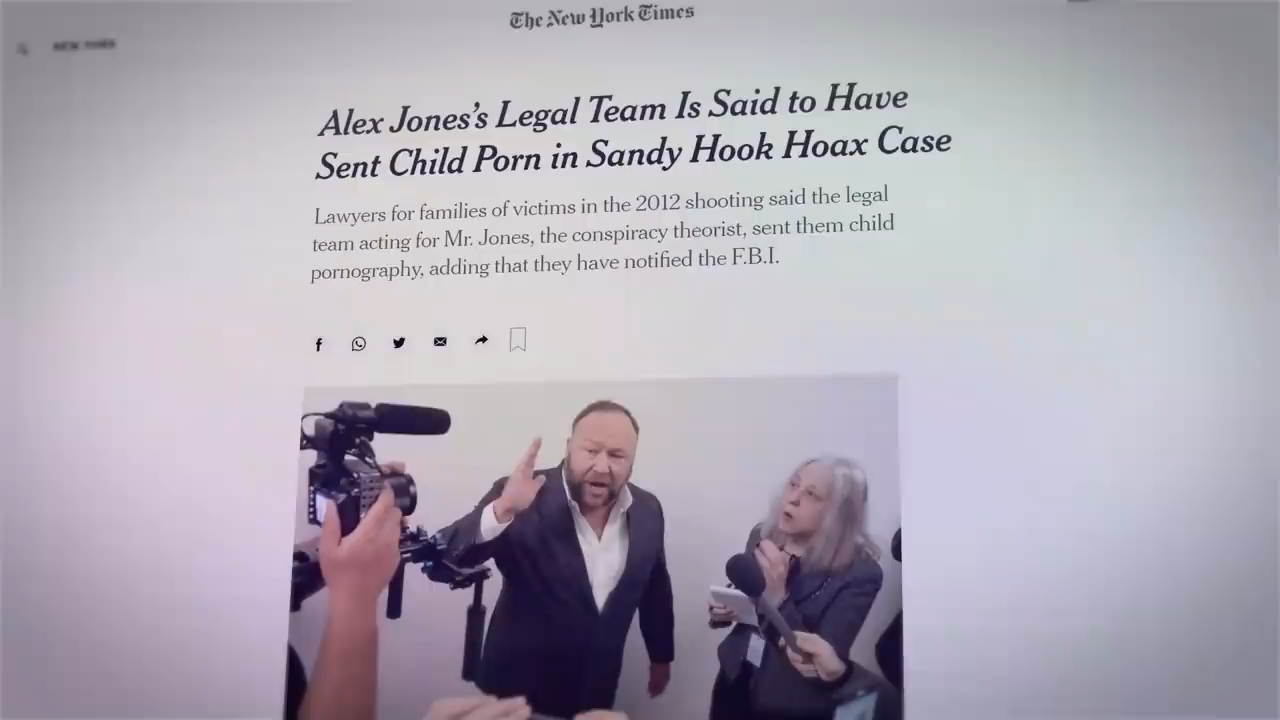 The New York Times
NEW YORK
Alex Jones's Legal Team Is Said to Have
Sent Child Porn in Sandy Hook Hoax Case
Lawyers for families of victims in the 2012 shooting said the legal
team acting for Mr. Jones, the conspiracy theorist, sent them child
pornography, adding that they have notified the F.B.I.